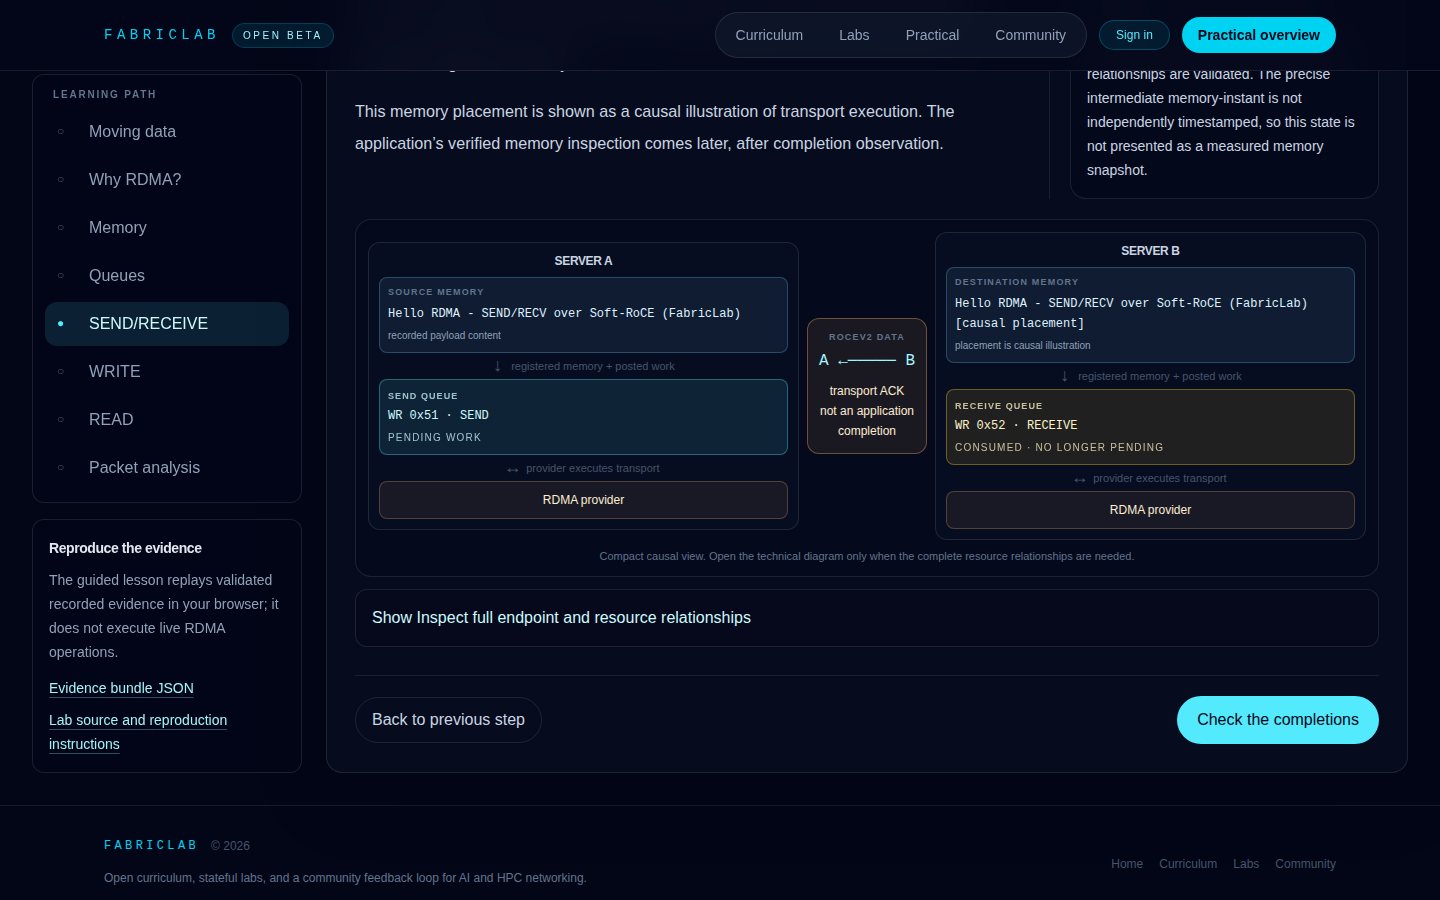 FABRICLAB OPEN BETA Curriculum Labs Practical Community Sign in Practical overview
LEARNING PATH
Moving data
Why RDMA?
Memory
Queues
SEND/RECEIVE
WRITE
READ
Packet analysis
Reproduce the evidence
The guided lesson replays validated
recorded evidence in your browser; it
does not execute live RDMA
operations.
Evidence bundle JSON
Lab source and reproduction
instructions
This memory placement is shown as a causal illustration of transport execution. The
application’s verified memory inspection comes later, after completion observation.
relationships are validated. The precise
intermediate memory-instant is not
independently timestamped, so this state is
not presented as a measured memory
snapshot.
SERVER A
SOURCE MEMORY
Hello RDMA - SEND/RECV over Soft-RoCE (FabricLab)
recorded payload content
↓ registered memory + posted work
SEND QUEUE
WR 0x51 · SEND
PENDING WORK
↔ provider executes transport
RDMA provider
ROCEV2 DATA
A ←────── B
transport ACK
not an application
completion
SERVER B
DESTINATION MEMORY
Hello RDMA - SEND/RECV over Soft-RoCE (FabricLab)
[causal placement]
placement is causal illustration
↓ registered memory + posted work
RECEIVE QUEUE
WR 0x52 · RECEIVE
CONSUMED · NO LONGER PENDING
↔ provider executes transport
RDMA provider
Compact causal view. Open the technical diagram only when the complete resource relationships are needed.
Show Inspect full endpoint and resource relationships
Back to previous step
Check the completions
FABRICLAB © 2026
Open curriculum, stateful labs, and a community feedback loop for AI and HPC networking.
Home Curriculum Labs Community